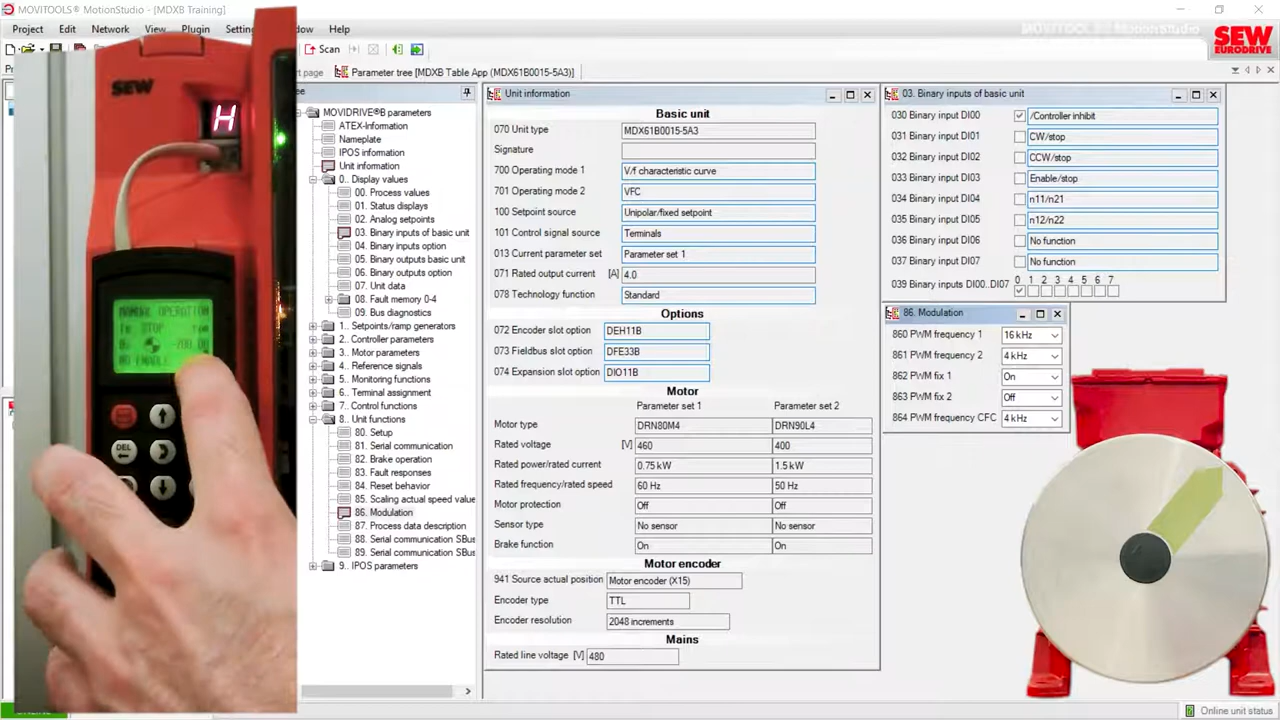 MOVITOOLS® MotionStudio - [MDXB Training]
Project Edit Network View Plugin
Help
MOVITOOLS ® MotionStudio
SEW
EURODRIVE
Scan
Parameter tree [MDXB Table App (MDX61B0015-5A3)]
SEW
H
MANUAL OPERATION
MOVIDRIVE®B parameters
ATEX-Information
Nameplate
IPOS information
Unit information
0.. Display values
00. Process values
01. Status displays
02. Analog setpoints
03. Binary inputs of basic unit
04. Binary inputs option
05. Binary outputs basic unit
06. Binary outputs option
07. Unit data
08. Fault memory 0-4
09. Bus diagnostics
1.. Setpoints/ramp generators
2.. Controller parameters
3.. Motor parameters
4.. Reference signals
5.. Monitoring functions
6.. Terminal assignment
7.. Control functions
8.. Unit functions
80. Setup
81. Serial communication
82. Brake operation
83. Fault responses
84. Reset behavior
85. Scaling actual speed value
86. Modulation
87. Process data description
88. Serial communication SBus
89. Serial communication SBus
9.. IPOS parameters
DEL
Unit information
Basic unit
070 Unit type MDX61B0015-5A3
Signature
700 Operating mode 1 V/f characteristic curve
701 Operating mode 2 VFC
100 Setpoint source Unipolar/fixed setpoint
101 Control signal source Terminals
013 Current parameter set Parameter set 1
071 Rated output current [A] 4.0
078 Technology function Standard
Options
072 Encoder slot option DEH11B
073 Fieldbus slot option DFE33B
074 Expansion slot option DIO11B
Motor
Parameter set 1 Parameter set 2
Motor type DRN80M4 DRN90L4
Rated voltage [V] 460 400
Rated power/rated current 0.75 kW 1.5 kW
Rated frequency/rated speed 60 Hz 50 Hz
Motor protection Off Off
Sensor type No sensor No sensor
Brake function On On
Motor encoder
941 Source actual position Motor encoder (X15)
Encoder type TTL
Encoder resolution 2048 increments
Mains
Rated line voltage [V] 480
03. Binary inputs of basic unit
030 Binary input DI00 /Controller inhibit
031 Binary input DI01 CW/stop
032 Binary input DI02 CCW/stop
033 Binary input DI03 Enable/stop
034 Binary input DI04 n11/n21
035 Binary input DI05 n12/n22
036 Binary input DI06 No function
037 Binary input DI07 No function
039 Binary inputs DI00..DI07 0 1 2 3 4 5 6 7
86. Modulation
860 PWM frequency 1 16 kHz
861 PWM frequency 2 4 kHz
862 PWM fix 1 On
863 PWM fix 2 Off
864 PWM frequency CFC 4 kHz
Online unit status